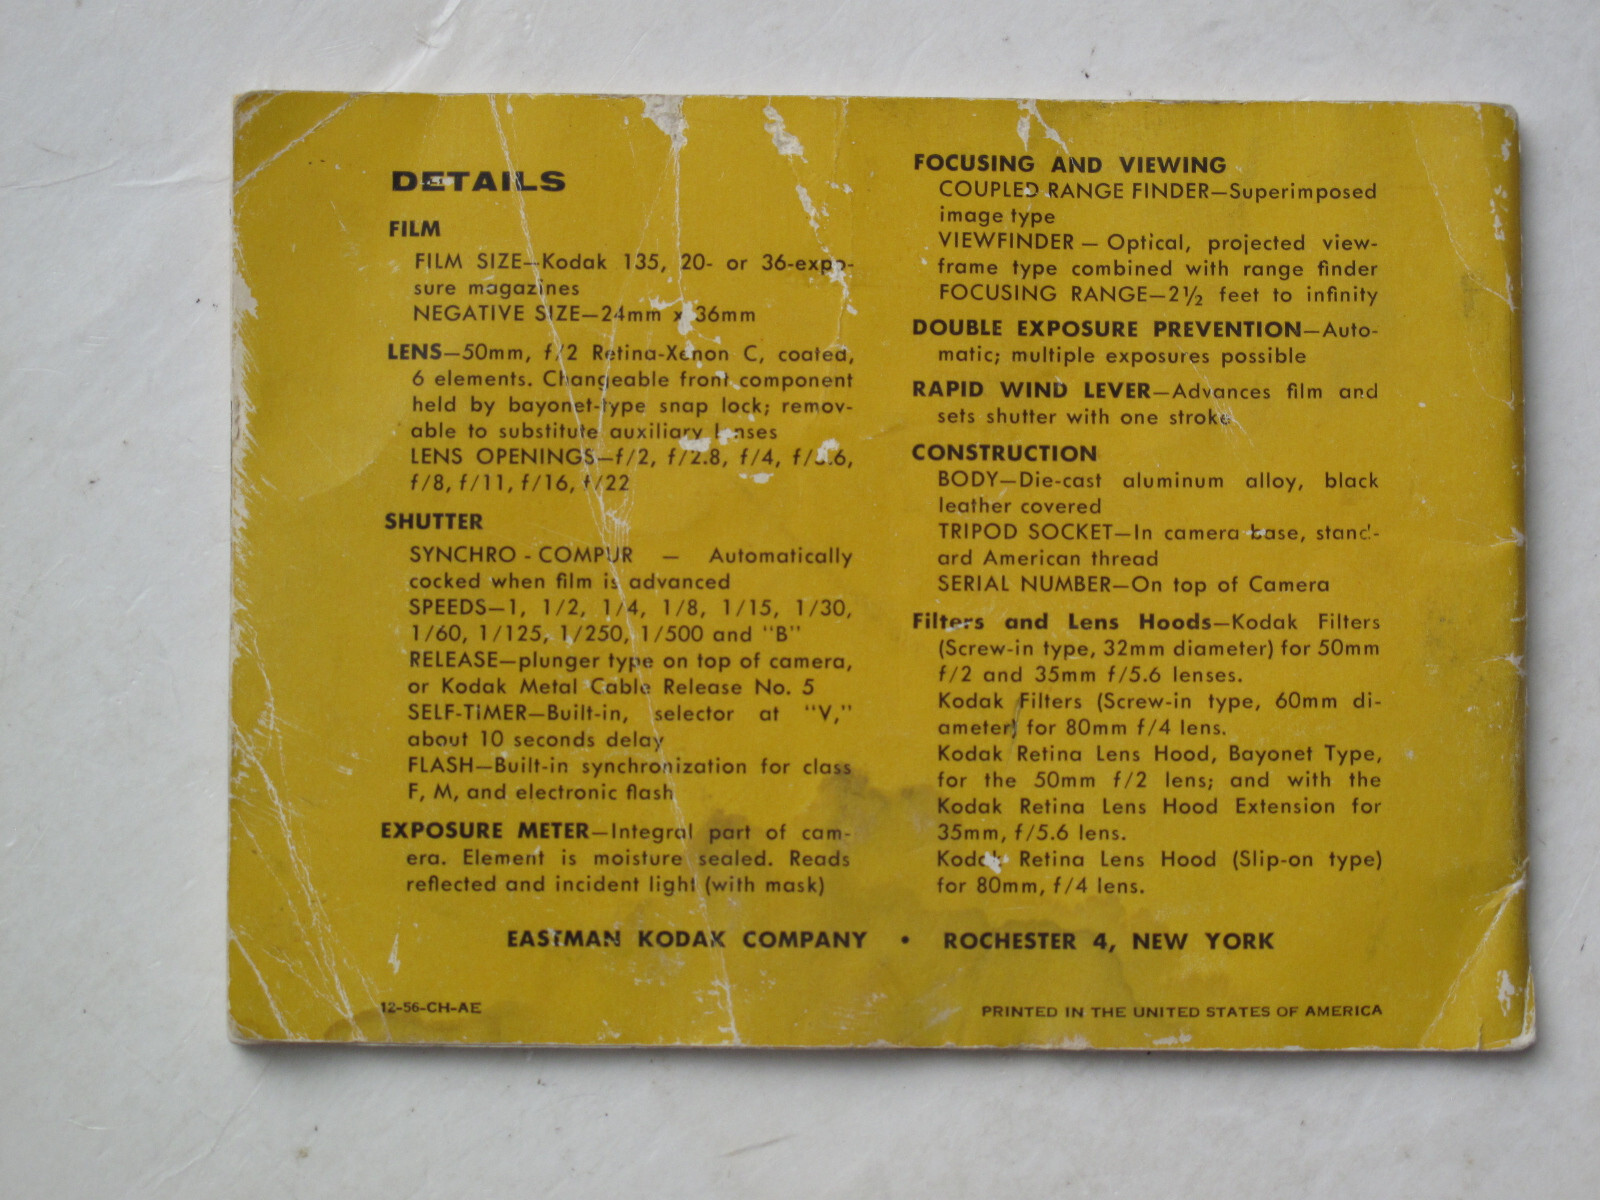 DETAILS
FILM
FILM SIZE—Kodak 135, 20- or 36-expo-
sure magazines
NEGATIVE SIZE—24mm x 36mm
LENS—50mm, f/2 Retina-Xenon C, coated,
6 elements. Changeable front component
held by bayonet-type snap lock; remov-
able to substitute auxiliary lenses
LENS OPENINGS—f/2, f/2.8, f/4, f/5.6,
f/8, f/11, f/16, f/22
SHUTTER
SYNCHRO - COMPUR — Automatically
cocked when film is advanced
SPEEDS—1, 1/2, 1/4, 1/8, 1/15, 1/30,
1/60, 1/125, 1/250, 1/500 and "B"
RELEASE—plunger type on top of camera,
or Kodak Metal Cable Release No. 5
SELF-TiMER—Built-in, selector at "V,"
about 10 seconds delay
FLASH—Built-in synchronization for class
F, M, and electronic flash
EXPOSURE METER—Integral part of cam-
era. Element is moisture sealed. Reads
reflected and incident light (with mask)
FOCUSING AND VIEWING
COUPLED RANGE FINDER—Superimposed
image type
VIEWFINDER — Optical, projected view-
frame type combined with range finder
FOCUSING RANGE—2½ feet to infinity
DOUBLE EXPOSURE PREVENTION—Auto-
matic; multiple exposures possible
RAPID WIND LEVER—Advances film and
sets shutter with one stroke
CONSTRUCTION
BODY—Die-cast aluminum alloy, black
leather covered
TRIPOD SOCKET—In camera base, stand-
ard American thread
SERIAL NUMBER—On top of Camera
Filters and Lens Hoods—Kodak Filters
(Screw-in type, 32mm diameter) for 50mm
f/2 and 35mm f/5.6 lenses.
Kodak Filters (Screw-in type, 60mm di-
ameter) for 80mm f/4 lens.
Kodak Retina Lens Hood, Bayonet Type,
for the 50mm f/2 lens; and with the
Kodak Retina Lens Hood Extension for
35mm, f/5.6 lens.
Kodak Retina Lens Hood (Slip-on type)
for 80mm, f/4 lens.
EASTMAN KODAK COMPANY • ROCHESTER 4, NEW YORK
12-56-CH-AE
PRINTED IN THE UNITED STATES OF AMERICA